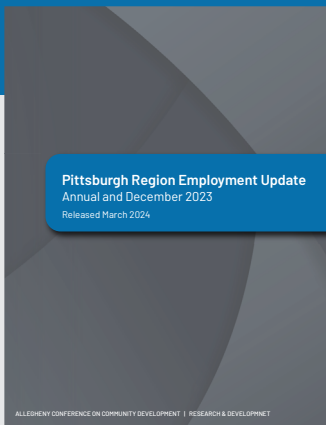 Pittsburgh Region Employment Update
Annual and December 2023
Released March 2024
ALLEGHENY CONFERENCE ON COMMUNITY DEVELOPMENT | RESEARCH & DEVELOPMNET